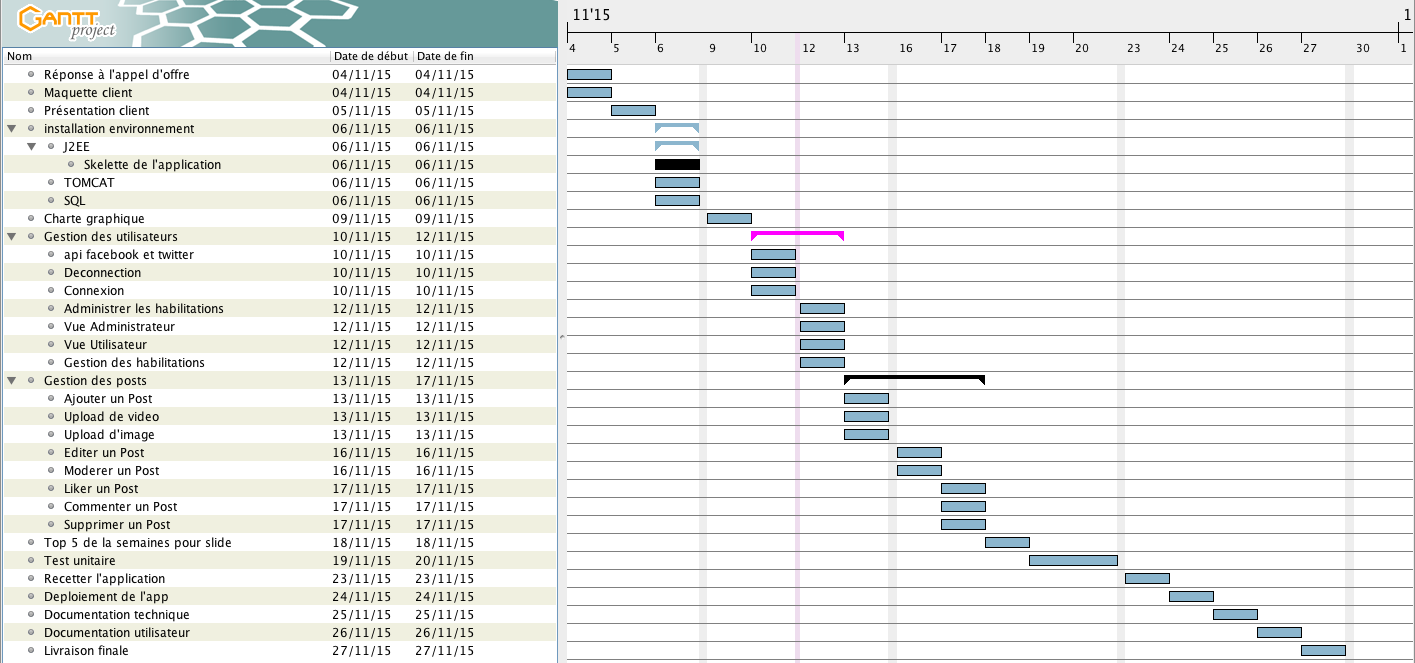 GANTT
project
11'15
1
4 5 6 9 10 12 13 16 17 18 19 20 23 24 25 26 27 30 1
Nom Date de début Date de fin
Réponse à l'appel d'offre 04/11/15 04/11/15
Maquette client 04/11/15 04/11/15
Présentation client 05/11/15 05/11/15
installation environnement 06/11/15 06/11/15
J2EE 06/11/15 06/11/15
Skelette de l'application 06/11/15 06/11/15
TOMCAT 06/11/15 06/11/15
SQL 06/11/15 06/11/15
Charte graphique 09/11/15 09/11/15
Gestion des utilisateurs 10/11/15 12/11/15
api facebook et twitter 10/11/15 10/11/15
Deconnection 10/11/15 10/11/15
Connexion 10/11/15 10/11/15
Administrer les habilitations 12/11/15 12/11/15
Vue Administrateur 12/11/15 12/11/15
Vue Utilisateur 12/11/15 12/11/15
Gestion des habilitations 12/11/15 12/11/15
Gestion des posts 13/11/15 17/11/15
Ajouter un Post 13/11/15 13/11/15
Upload de video 13/11/15 13/11/15
Upload d'image 13/11/15 13/11/15
Editer un Post 16/11/15 16/11/15
Moderer un Post 16/11/15 16/11/15
Liker un Post 17/11/15 17/11/15
Commenter un Post 17/11/15 17/11/15
Supprimer un Post 17/11/15 17/11/15
Top 5 de la semaines pour slide 18/11/15 18/11/15
Test unitaire 19/11/15 20/11/15
Recetter l'application 23/11/15 23/11/15
Deploiement de l'app 24/11/15 24/11/15
Documentation technique 25/11/15 25/11/15
Documentation utilisateur 26/11/15 26/11/15
Livraison finale 27/11/15 27/11/15